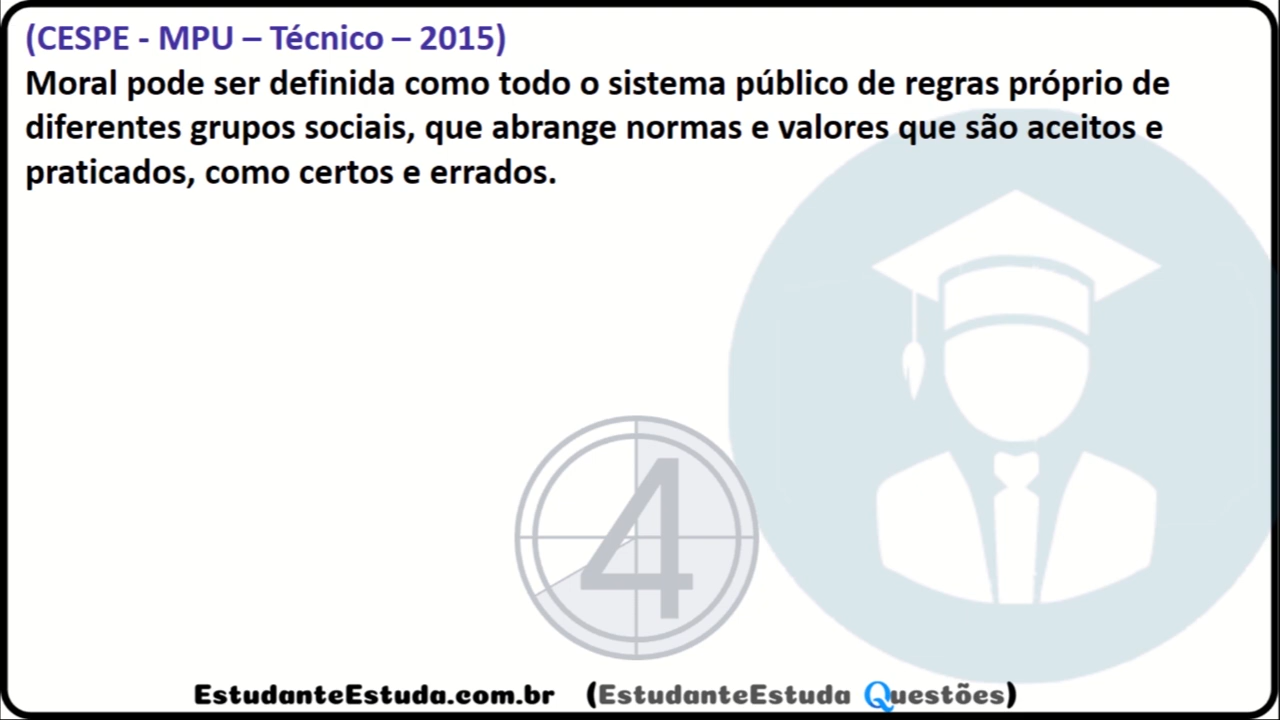 (CESPE - MPU – Técnico – 2015)
Moral pode ser definida como todo o sistema público de regras próprio de
diferentes grupos sociais, que abrange normas e valores que são aceitos e
praticados, como certos e errados.
4
EstudanteEstuda.com.br (EstudanteEstuda Questões)